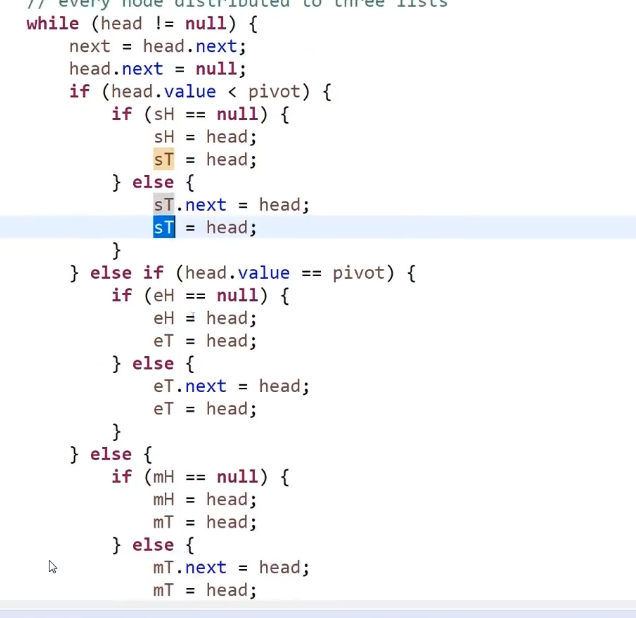 // every node distributed to three lists
while (head != null) {
next = head.next;
head.next = null;
if (head.value < pivot) {
if (sH == null) {
sH = head;
sT = head;
} else {
sT.next = head;
sT = head;
}
} else if (head.value == pivot) {
if (eH == null) {
eH = head;
eT = head;
} else {
eT.next = head;
eT = head;
}
} else {
if (mH == null) {
mH = head;
mT = head;
} else {
mT.next = head;
mT = head;